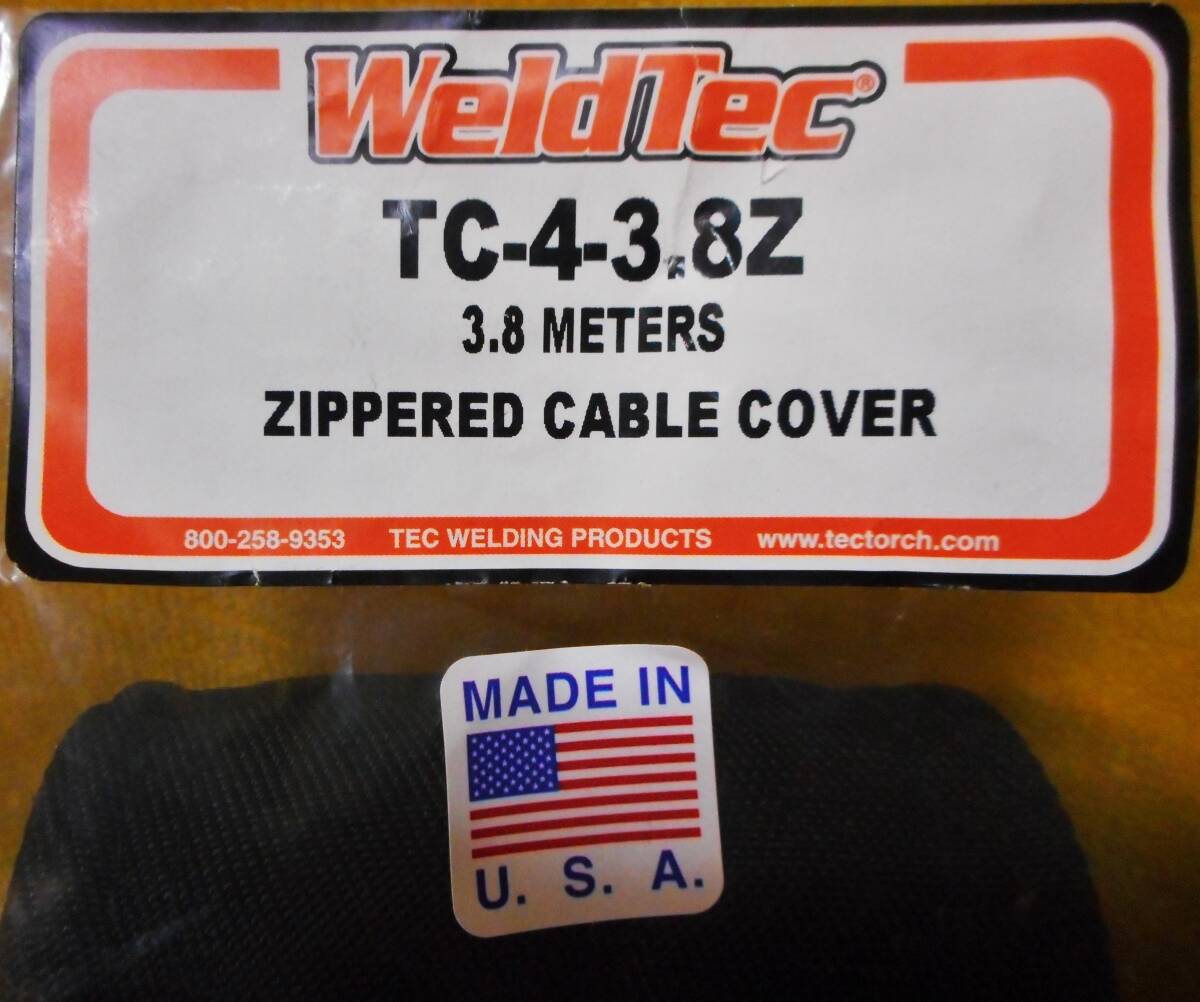 WeldTec®
TC-4-3.8Z
3.8 METERS
ZIPPERED CABLE COVER
800-258-9353 TEC WELDING PRODUCTS www.tectorch.com
MADE IN
U. S. A.